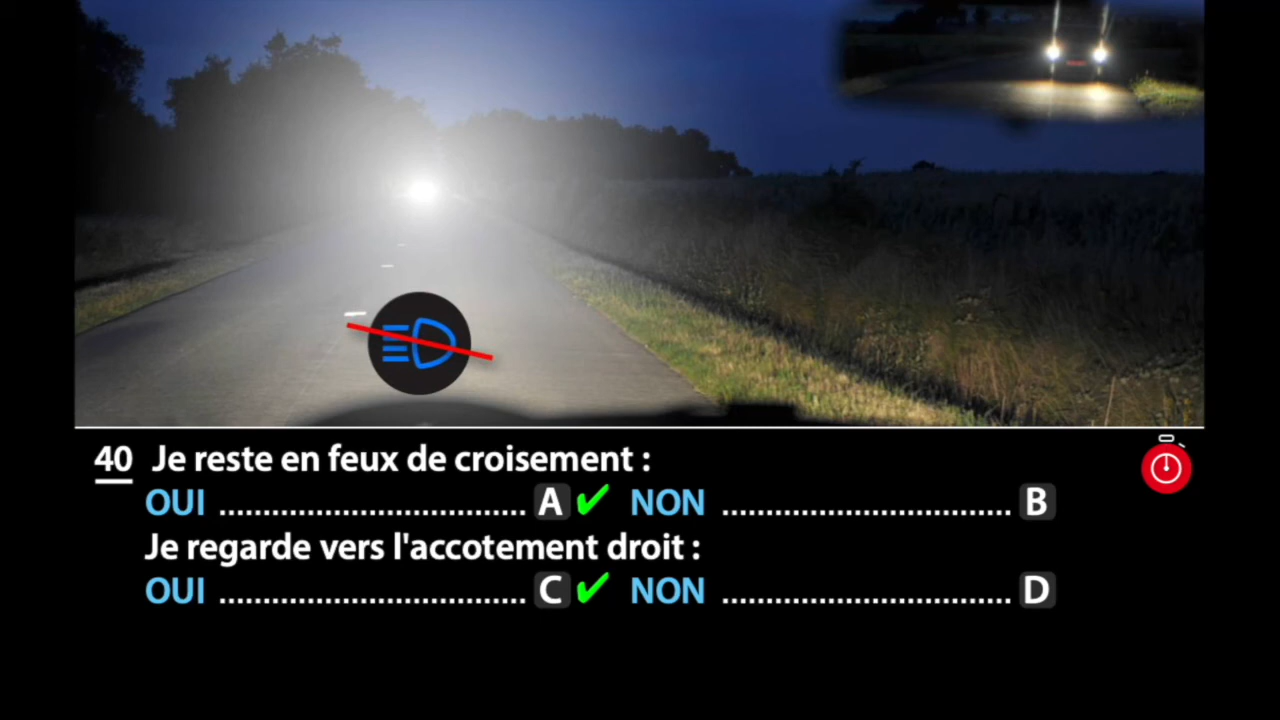 40 Je reste en feux de croisement :
OUI ................................ A ✔ NON ................................ B
Je regarde vers l'accotement droit :
OUI ................................ C ✔ NON ................................ D